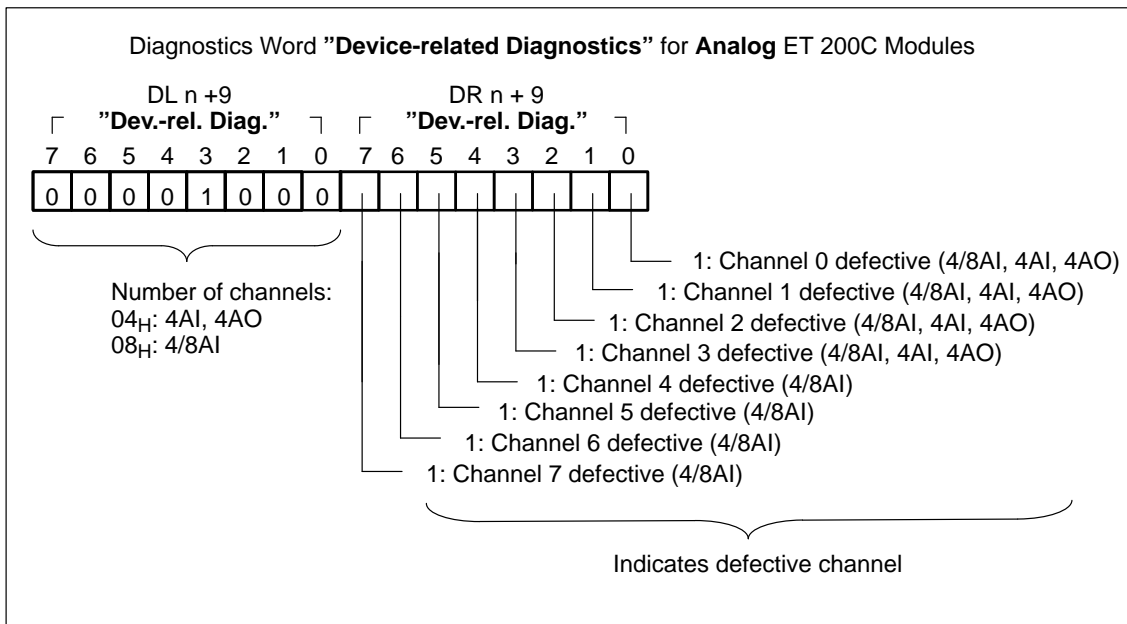 Diagnostics Word ”Device-related Diagnostics” for Analog ET 200C Modules
DL n +9 DR n + 9
”Dev.-rel. Diag.” ”Dev.-rel. Diag.”
7 6 5 4 3 2 1 0 7 6 5 4 3 2 1 0
0 0 0 0 1 0 0 0
1: Channel 0 defective (4/8AI, 4AI, 4AO)
Number of channels: 1: Channel 1 defective (4/8AI, 4AI, 4AO)
04H: 4AI, 4AO 1: Channel 2 defective (4/8AI, 4AI, 4AO)
08H: 4/8AI 1: Channel 3 defective (4/8AI, 4AI, 4AO)
1: Channel 4 defective (4/8AI)
1: Channel 5 defective (4/8AI)
1: Channel 6 defective (4/8AI)
1: Channel 7 defective (4/8AI)
Indicates defective channel